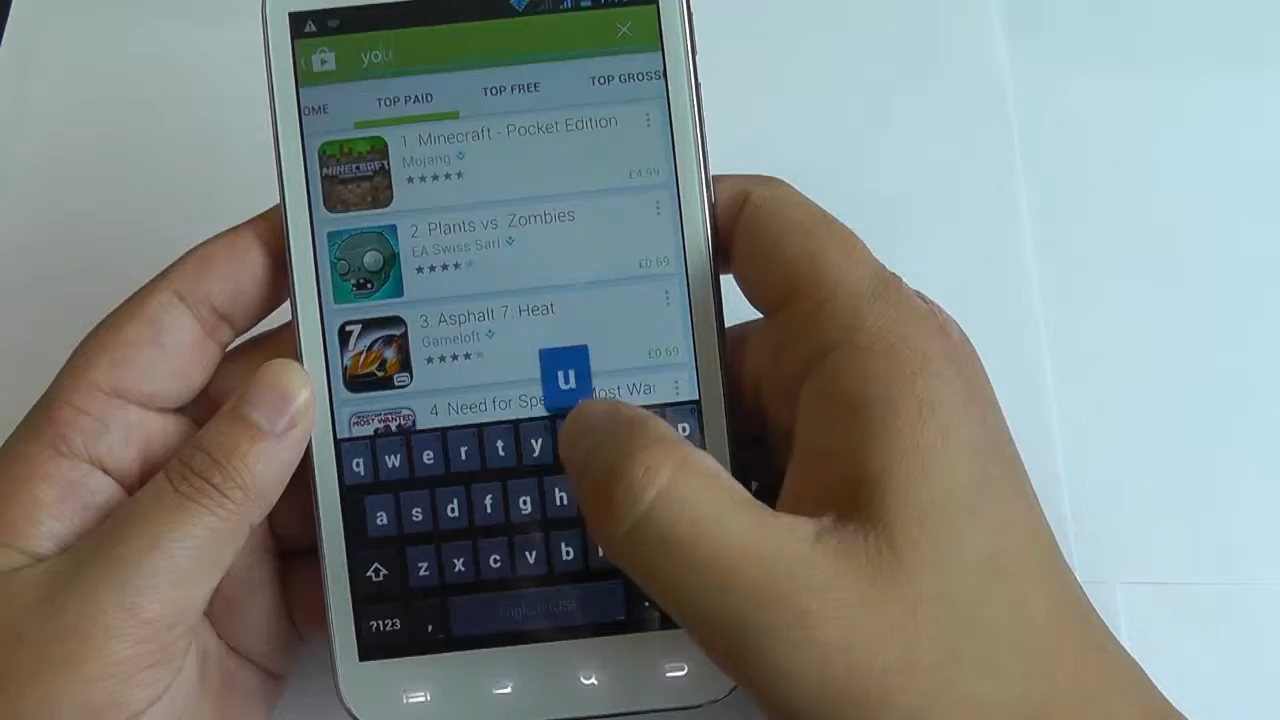 you
OME TOP PAID TOP FREE TOP GROSS
1. Minecraft - Pocket Edition
Mojang
£4.99
MINECRAFT
2. Plants vs. Zombies
EA Swiss Sarl
£0.69
3. Asphalt 7: Heat
Gameloft
£0.69
7
4. Need for Spe Most Wa
MOST WANTED
u
q w e r t y p
a s d f g h
z x c v b
?123 , English (US)